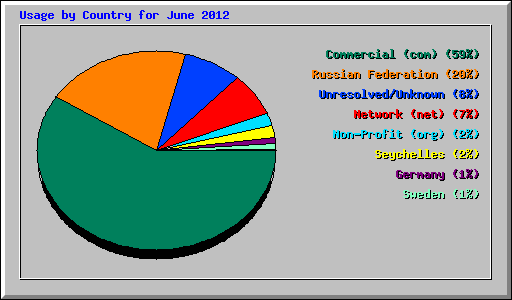 Usage by Country for June 2012
Commercial (com) (59%)
Russian Federation (20%)
Unresolved/Unknown (8%)
Network (net) (7%)
Non-Profit (org) (2%)
Seychelles (2%)
Germany (1%)
Sweden (1%)